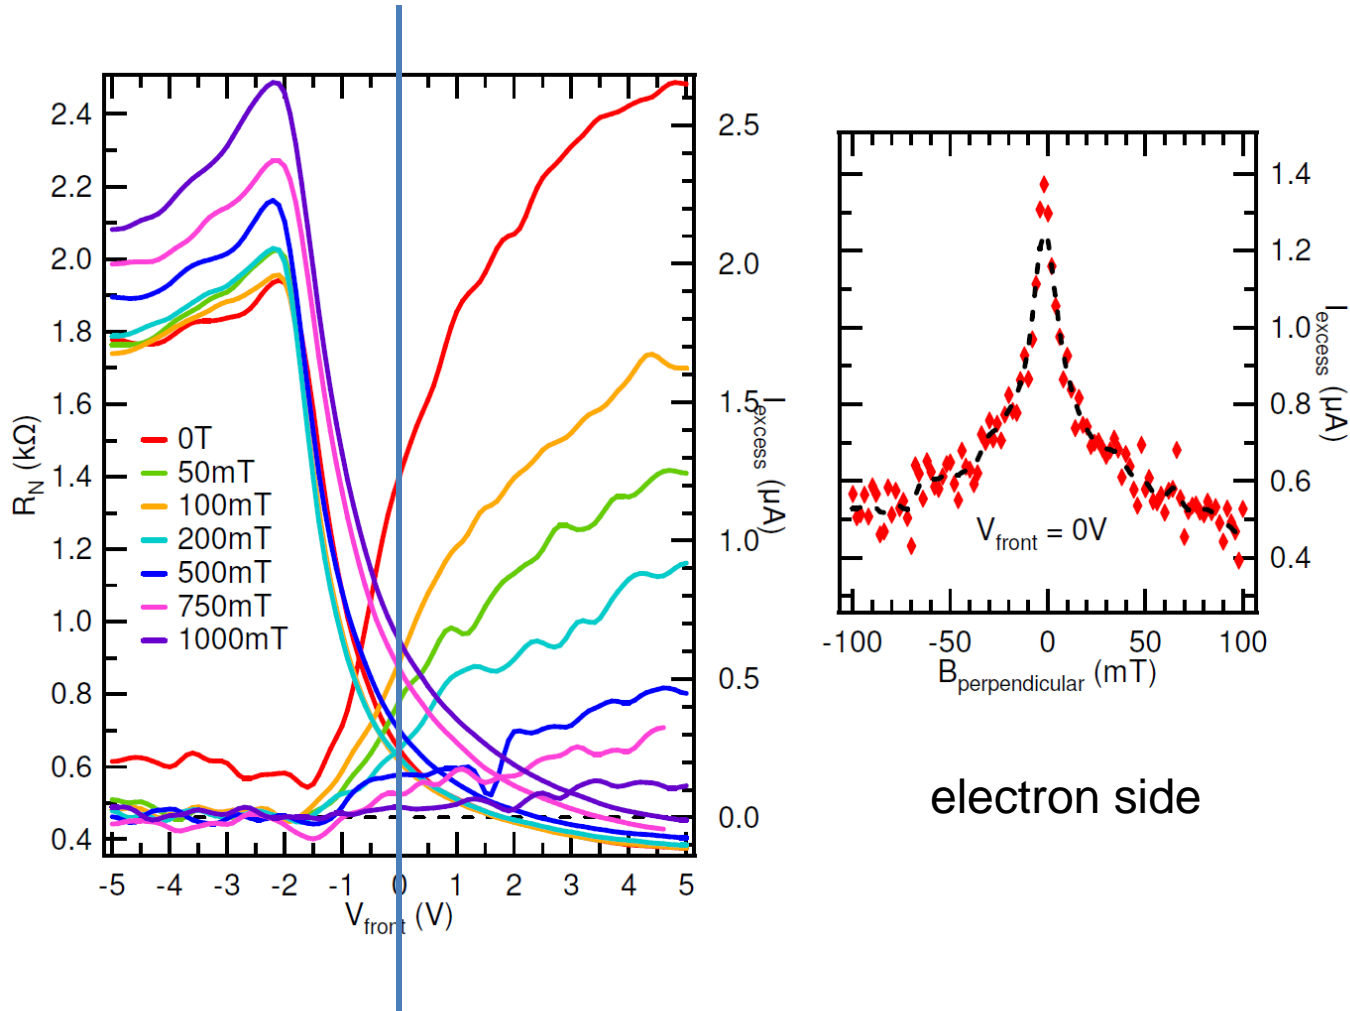 2.4
2.2
2.0
1.8
1.6
1.4
1.2
1.0
0.8
0.6
0.4
R_N (kΩ)
0T
50mT
100mT
200mT
500mT
750mT
1000mT
-5 -4 -3 -2 -1 0 1 2 3 4 5
V_front (V)
2.5
2.0
1.5
1.0
0.5
0.0
I_excess (µA)
1.4
1.2
1.0
0.8
0.6
0.4
I_excess (µA)
V_front = 0V
-100 -50 0 50 100
B_perpendicular (mT)
electron side